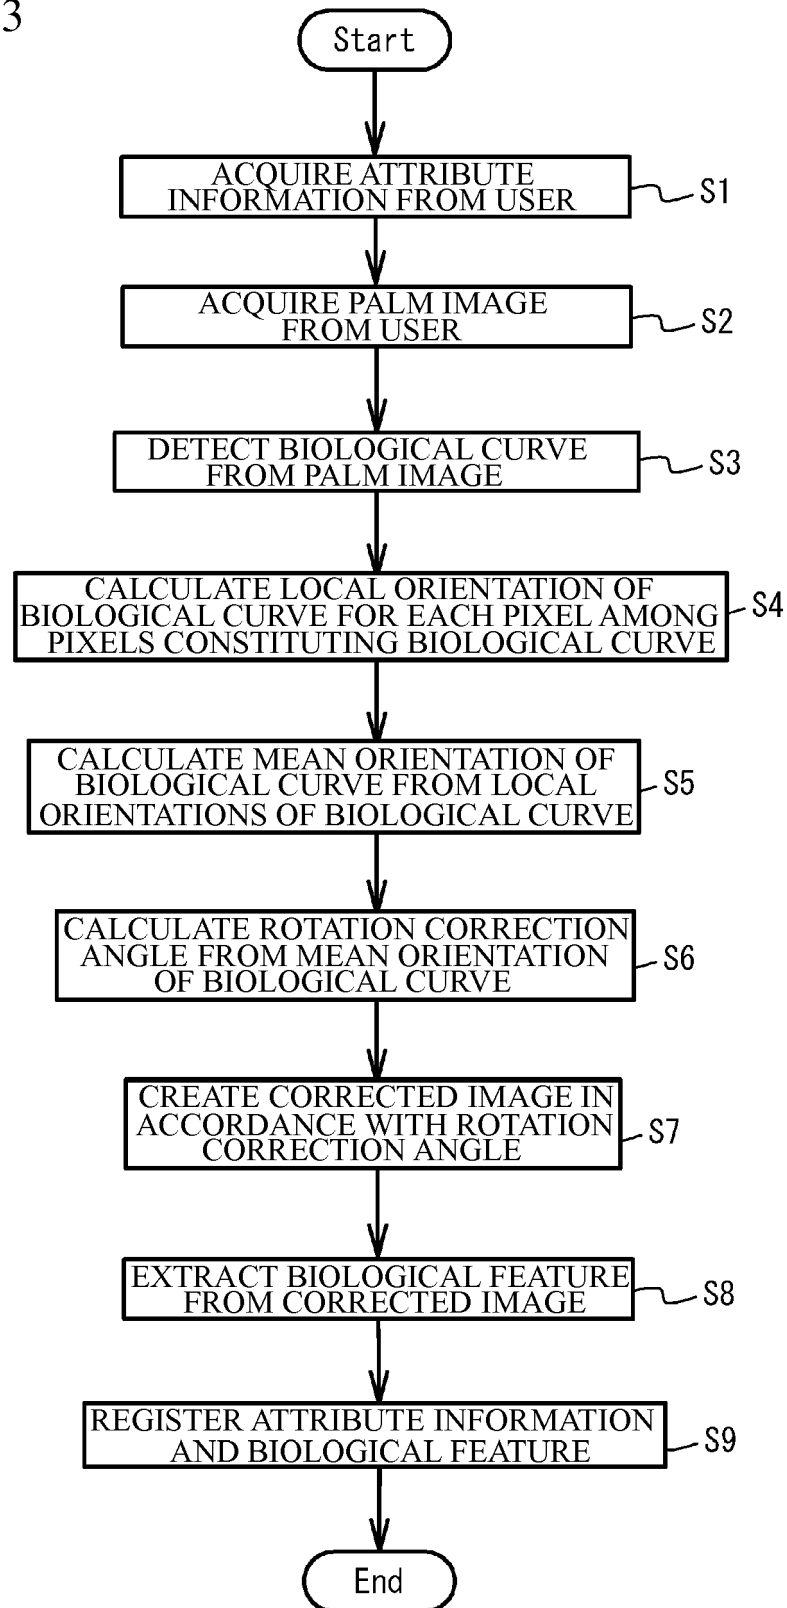 3
Start
ACQUIRE ATTRIBUTE
INFORMATION FROM USER
S1
ACQUIRE PALM IMAGE
FROM USER
S2
DETECT BIOLOGICAL CURVE
FROM PALM IMAGE
S3
CALCULATE LOCAL ORIENTATION OF
BIOLOGICAL CURVE FOR EACH PIXEL AMONG
PIXELS CONSTITUTING BIOLOGICAL CURVE
S4
CALCULATE MEAN ORIENTATION OF
BIOLOGICAL CURVE FROM LOCAL
ORIENTATIONS OF BIOLOGICAL CURVE
S5
CALCULATE ROTATION CORRECTION
ANGLE FROM MEAN ORIENTATION
OF BIOLOGICAL CURVE
S6
CREATE CORRECTED IMAGE IN
ACCORDANCE WITH ROTATION
CORRECTION ANGLE
S7
EXTRACT BIOLOGICAL FEATURE
FROM CORRECTED IMAGE
S8
REGISTER ATTRIBUTE INFORMATION
AND BIOLOGICAL FEATURE
S9
End